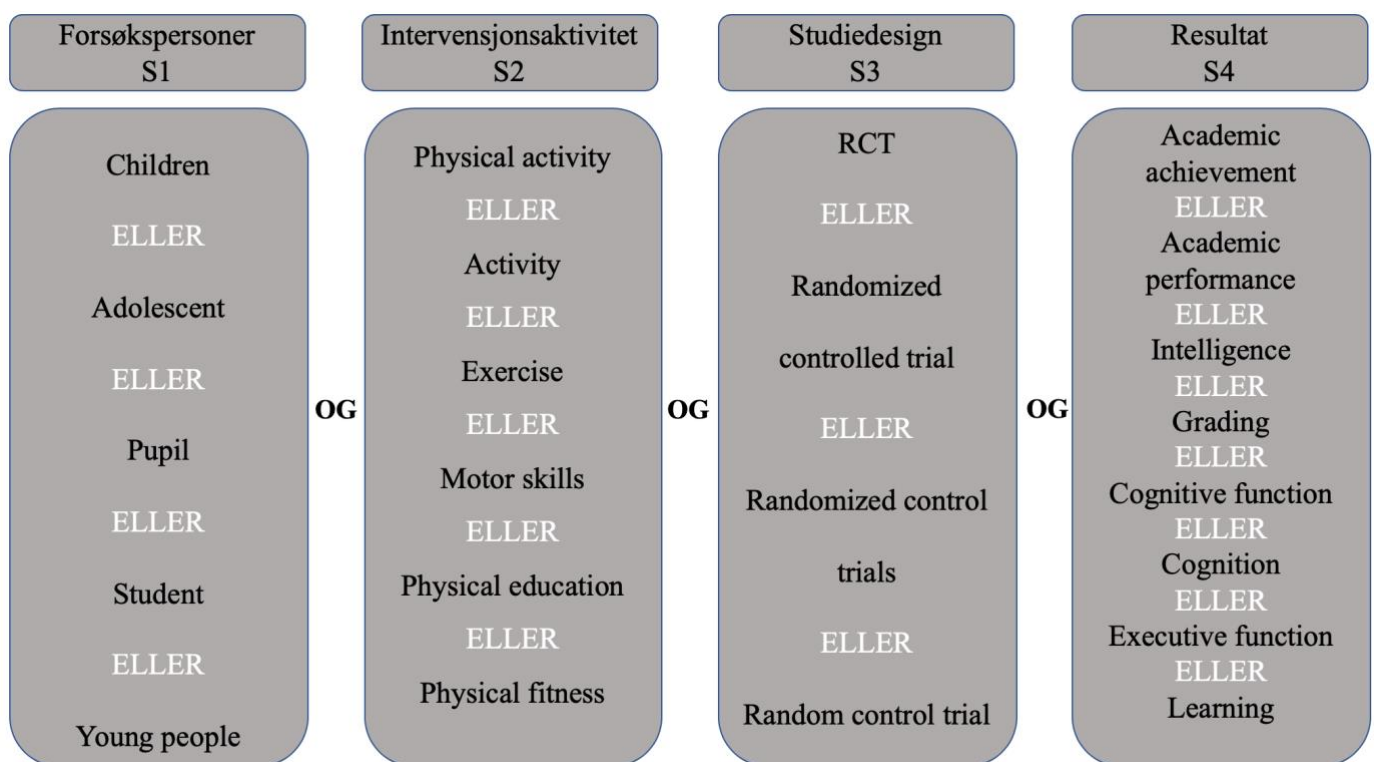 Forsøkspersoner
S1
Intervensjonsaktivitet
S2
Studiedesign
S3
Resultat
S4
Children
ELLER
Adolescent
ELLER
Pupil
ELLER
Student
ELLER
Young people
OG
Physical activity
ELLER
Activity
ELLER
Exercise
ELLER
Motor skills
ELLER
Physical education
ELLER
Physical fitness
OG
RCT
ELLER
Randomized
controlled trial
ELLER
Randomized control
trials
ELLER
Random control trial
OG
Academic
achievement
ELLER
Academic
performance
ELLER
Intelligence
ELLER
Grading
ELLER
Cognitive function
ELLER
Cognition
ELLER
Executive function
ELLER
Learning